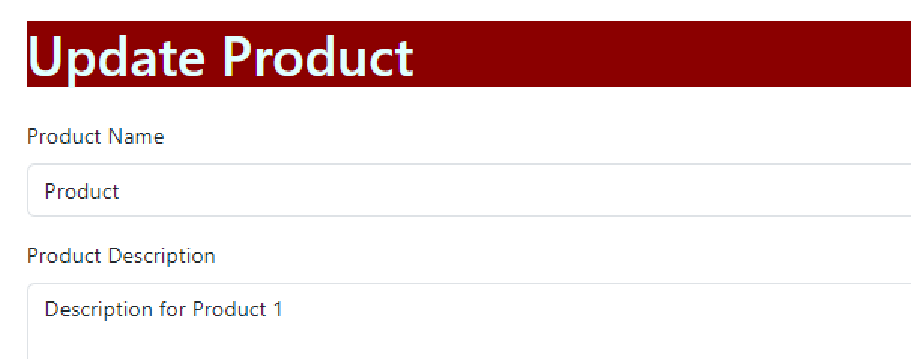 Update Product
Product Name
Product
Product Description
Description for Product 1